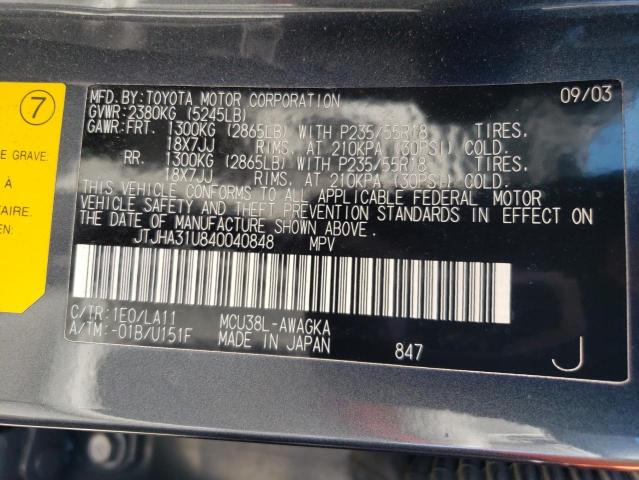 7
E GRAVE.
À
AIRE.
EN.
MFD.BY:TOYOTA MOTOR CORPORATION 09/03
GVWR:2380KG (5245LB)
GAWR:FRT. 1300KG (2865LB) WITH P235/55R18 TIRES,
18X7JJ RIMS, AT 210KPA (30PSI) COLD.
RR. 1300KG (2865LB) WITH P235/55R18 TIRES,
18X7JJ RIMS, AT 210KPA (30PSI) COLD.
THIS VEHICLE CONFORMS TO ALL APPLICABLE FEDERAL MOTOR
VEHICLE SAFETY AND THEFT PREVENTION STANDARDS IN EFFECT ON
THE DATE OF MANUFACTURE SHOWN ABOVE.
JTJHA31U840040848 MPV
C/TR:1E0/LA11 MCU38L-AWAGKA
A/TM:-01B/U151F MADE IN JAPAN 847 J